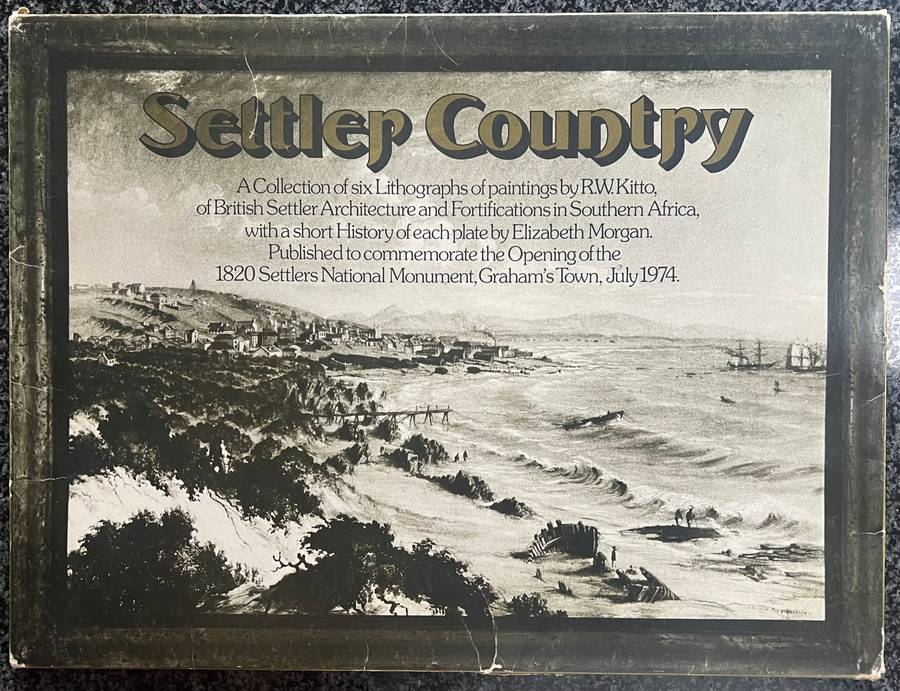 Settler Country
A Collection of six Lithographs of paintings by R.W. Kitto,
of British Settler Architecture and Fortifications in Southern Africa,
with a short History of each plate by Elizabeth Morgan.
Published to commemorate the Opening of the
1820 Settlers National Monument, Graham's Town, July 1974.